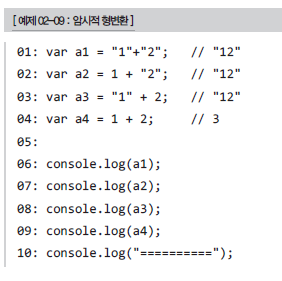 [예제 02-09 : 암시적 형변환]
01: var a1 = "1"+"2";   // "12"
02: var a2 = 1 + "2";   // "12"
03: var a3 = "1" + 2;   // "12"
04: var a4 = 1 + 2;     // 3
05:
06: console.log(a1);
07: console.log(a2);
08: console.log(a3);
09: console.log(a4);
10: console.log("==========");